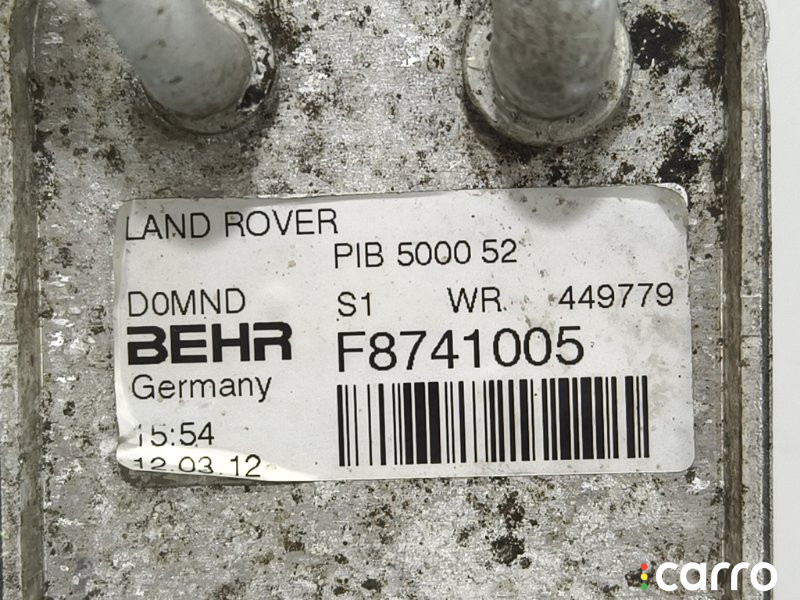 LAND ROVER
PIB 5000 52
D0MND S1 WR 449779
BEHR F8741005
Germany
15:54
12.03.12
carro